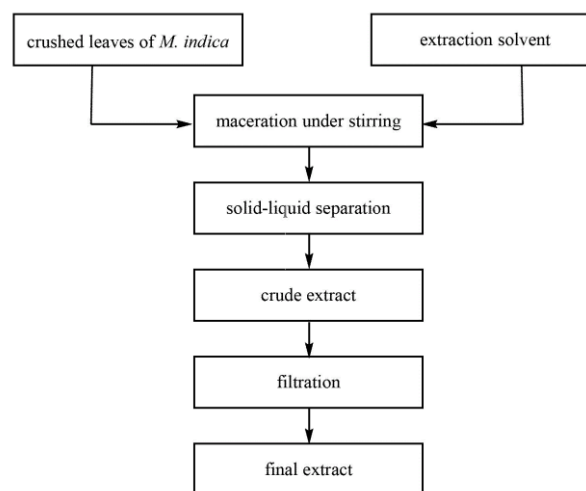 crushed leaves of M. indica
extraction solvent
maceration under stirring
solid-liquid separation
crude extract
filtration
final extract